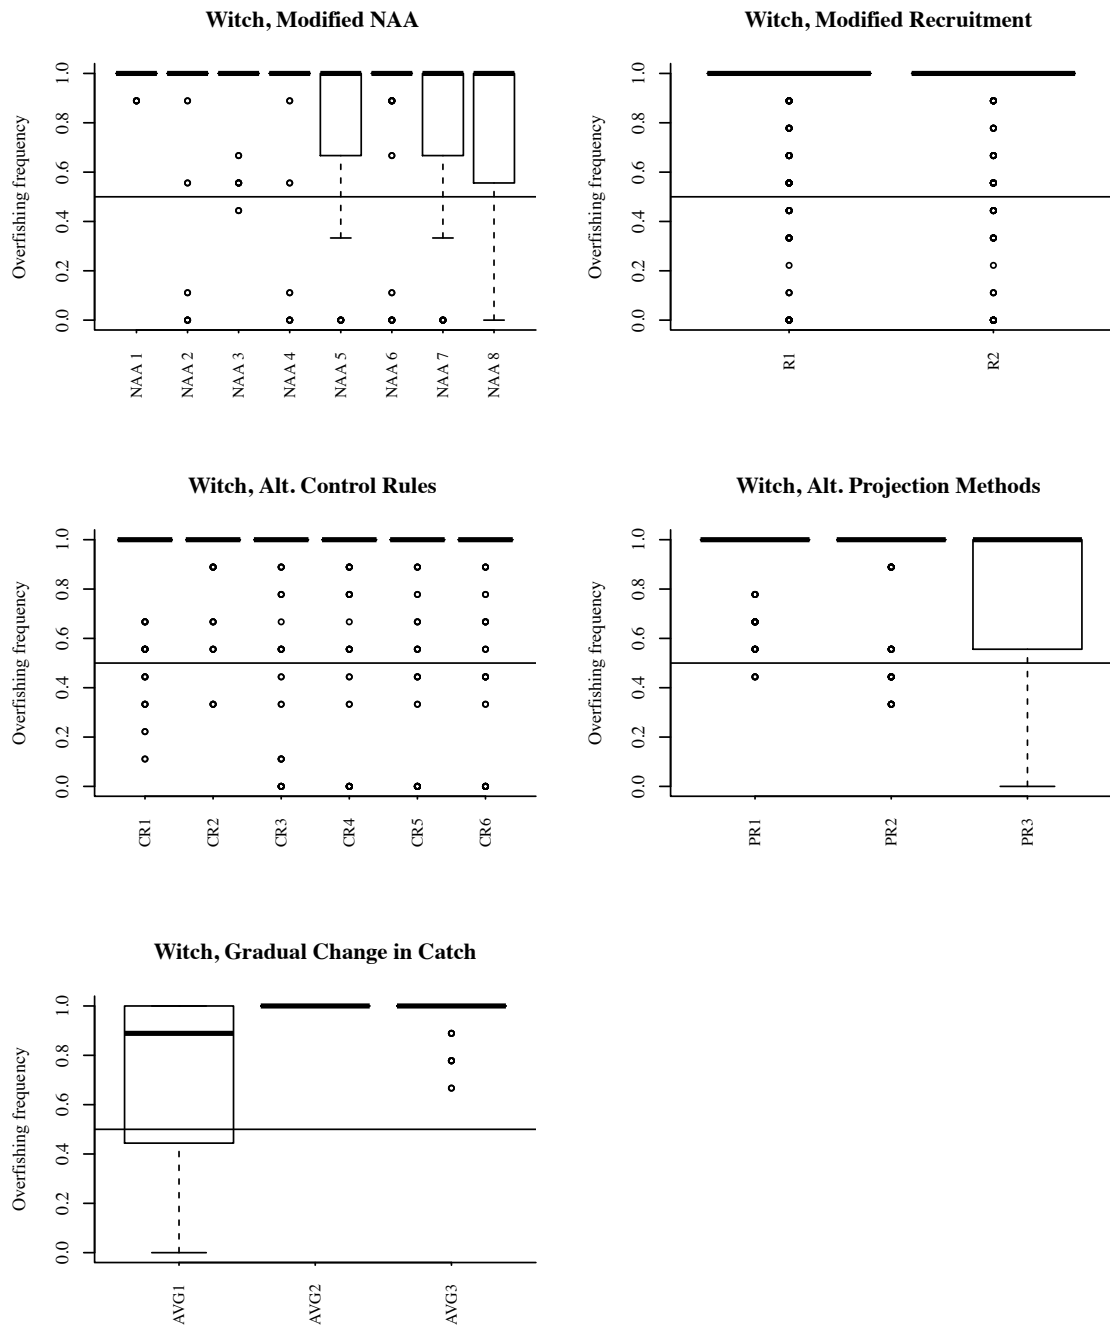 Witch, Modified NAA
Overfishing frequency
1.0
0.8
0.6
0.4
0.2
0.0
NAA 1
NAA 2
NAA 3
NAA 4
NAA 5
NAA 6
NAA 7
NAA 8
Witch, Modified Recruitment
Overfishing frequency
1.0
0.8
0.6
0.4
0.2
0.0
R1
R2
Witch, Alt. Control Rules
Overfishing frequency
1.0
0.8
0.6
0.4
0.2
0.0
CR1
CR2
CR3
CR4
CR5
CR6
Witch, Alt. Projection Methods
Overfishing frequency
1.0
0.8
0.6
0.4
0.2
0.0
PR1
PR2
PR3
Witch, Gradual Change in Catch
Overfishing frequency
1.0
0.8
0.6
0.4
0.2
0.0
AVG1
AVG2
AVG3